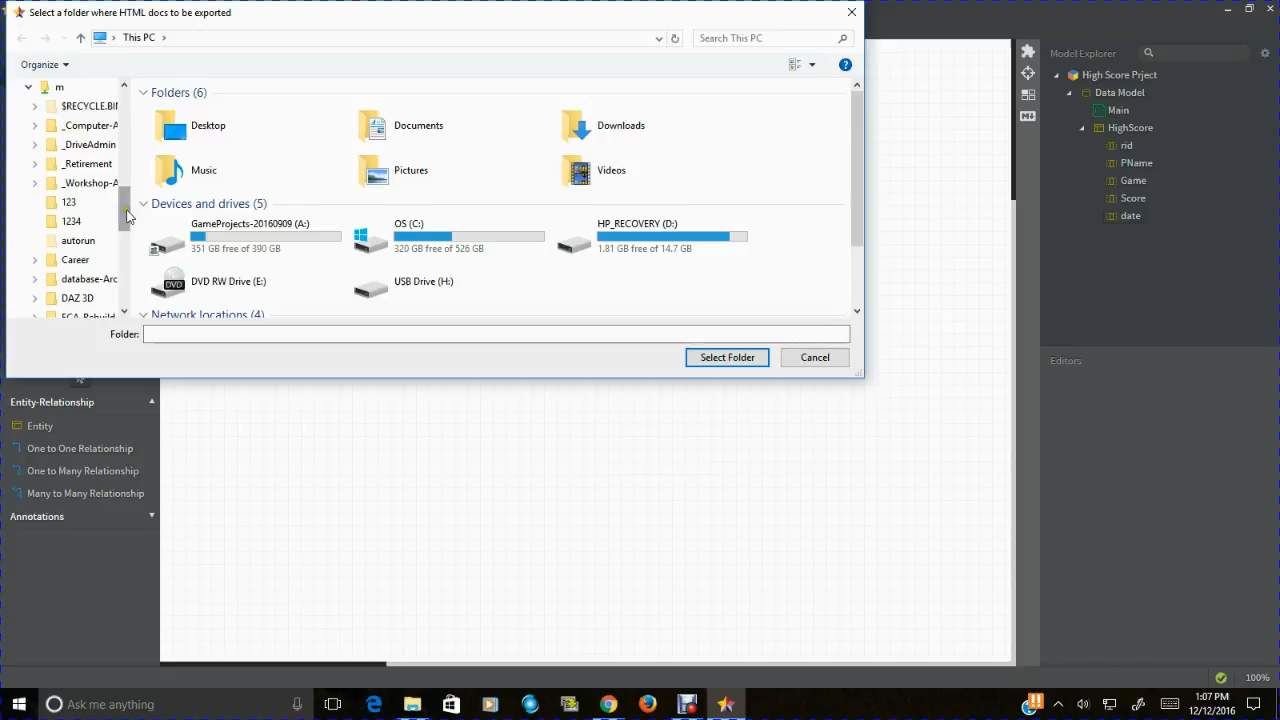 Select a folder where HTML docs to be exported
This PC
Search This PC
Organize
m
$RECYCLE.BIN
_Computer-A
_DriveAdmin
_Retirement
_Workshop-A
123
1234
autorun
Career
database-Arc
DAZ 3D
Folders (6)
Desktop
Documents
Downloads
Music
Pictures
Videos
Devices and drives (5)
GameProjects-20160909 (A:)
351 GB free of 390 GB
OS (C:)
320 GB free of 526 GB
HP_RECOVERY (D:)
1.81 GB free of 14.7 GB
DVD RW Drive (E:)
DVD
USB Drive (H:)
Network locations (4)
Folder:
Select Folder
Cancel
Entity-Relationship
Entity
One to One Relationship
One to Many Relationship
Many to Many Relationship
Annotations
Model Explorer
High Score Prject
Data Model
Main
HighScore
rid
PName
Game
Score
date
Editors
100%
Ask me anything
1:07 PM
12/12/2016